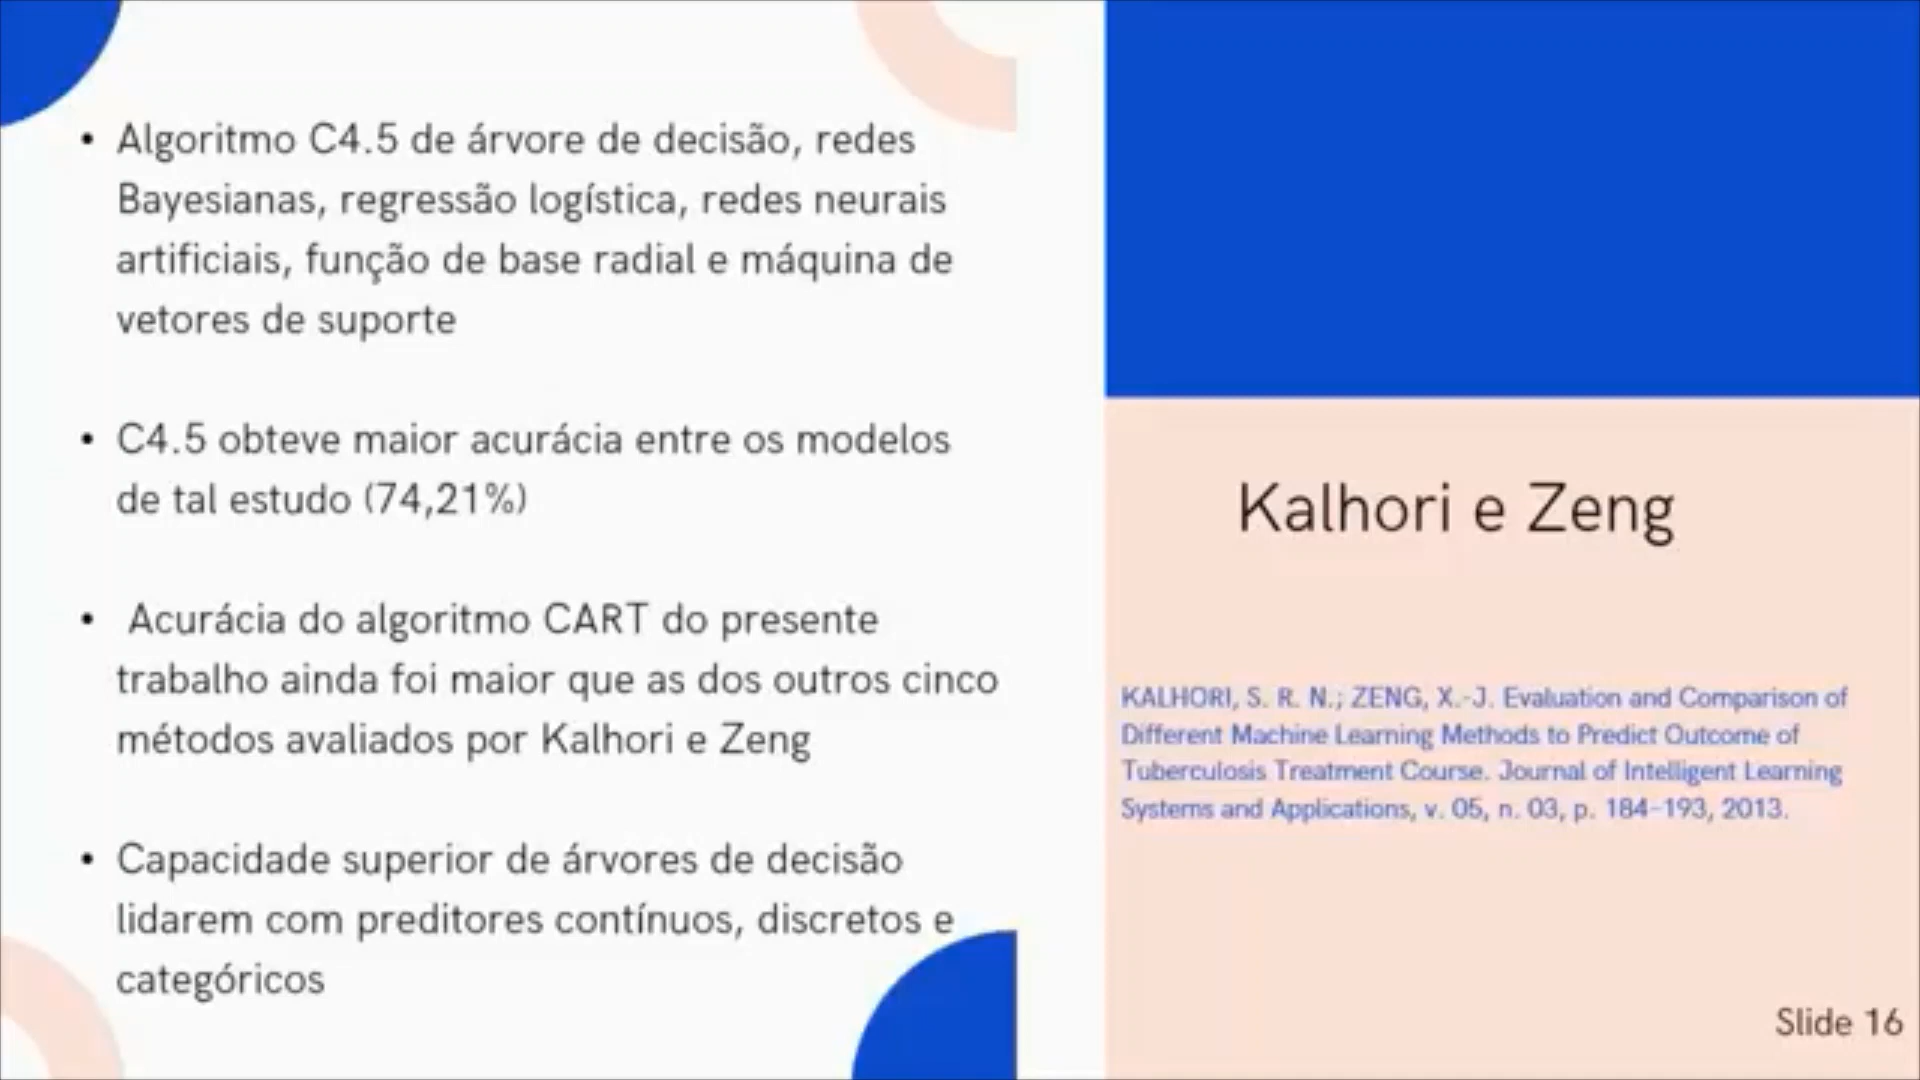 • Algoritmo C4.5 de árvore de decisão, redes
Bayesianas, regressão logística, redes neurais
artificiais, função de base radial e máquina de
vetores de suporte
• C4.5 obteve maior acurácia entre os modelos
de tal estudo (74,21%)
• Acurácia do algoritmo CART do presente
trabalho ainda foi maior que as dos outros cinco
métodos avaliados por Kalhori e Zeng
• Capacidade superior de árvores de decisão
lidarem com preditores contínuos, discretos e
categóricos
Kalhori e Zeng
KALHORI, S. R. N.; ZENG, X.-J. Evaluation and Comparison of
Different Machine Learning Methods to Predict Outcome of
Tuberculosis Treatment Course. Journal of Intelligent Learning
Systems and Applications, v. 05, n. 03, p. 184–193, 2013.
Slide 16